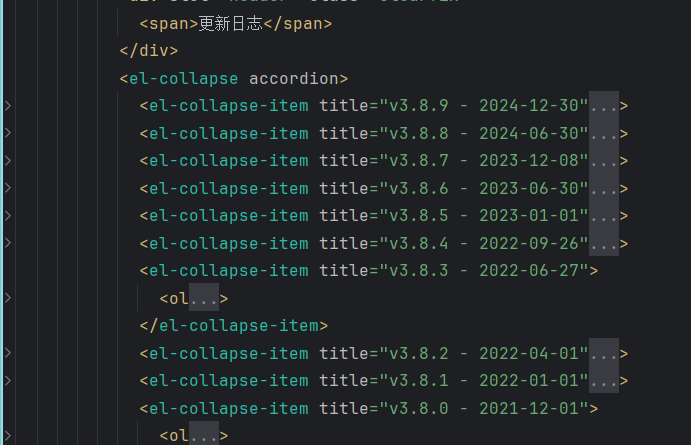 <span>更新日志</span>
</div>
<el-collapse accordion>
<el-collapse-item title="v3.8.9 - 2024-12-30"...>
<el-collapse-item title="v3.8.8 - 2024-06-30"...>
<el-collapse-item title="v3.8.7 - 2023-12-08"...>
<el-collapse-item title="v3.8.6 - 2023-06-30"...>
<el-collapse-item title="v3.8.5 - 2023-01-01"...>
<el-collapse-item title="v3.8.4 - 2022-09-26"...>
<el-collapse-item title="v3.8.3 - 2022-06-27">
<ol...>
</el-collapse-item>
<el-collapse-item title="v3.8.2 - 2022-04-01"...>
<el-collapse-item title="v3.8.1 - 2022-01-01"...>
<el-collapse-item title="v3.8.0 - 2021-12-01">
<ol...>